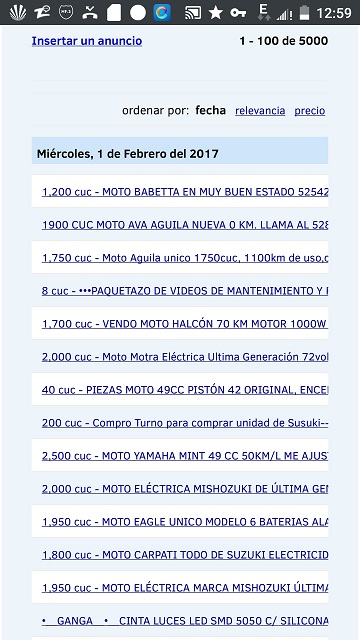 12:59
Insertar un anuncio 1 - 100 de 5000
ordenar por: fecha relevancia precio
Miércoles, 1 de Febrero del 2017
1,200 cuc - MOTO BABETTA EN MUY BUEN ESTADO 52542
1900 CUC MOTO AVA AGUILA NUEVA 0 KM. LLAMA AL 528
1,750 cuc - Moto Aguila unico 1750cuc, 1100km de uso,
8 cuc - •••PAQUETAZO DE VIDEOS DE MANTENIMIENTO Y
1,700 cuc - VENDO MOTO HALCÓN 70 KM MOTOR 1000W
2,000 cuc - Moto Motra Eléctrica Ultima Generación 72vol
40 cuc - PIEZAS MOTO 49CC PISTÓN 42 ORIGINAL, ENCE
200 cuc - Compro Turno para comprar unidad de Susuki--
2,500 cuc - MOTO YAMAHA MINT 49 CC 50KM/L ME AJUS
2,000 cuc - MOTO ELÉCTRICA MISHOZUKI DE ÚLTIMA GE
1,950 cuc - MOTO EAGLE UNICO MODELO 6 BATERIAS ALA
1,800 cuc - MOTO CARPATI TODO DE SUZUKI ELECTRICID
1,950 cuc - MOTO ELÉCTRICA MARCA MISHOZUKI ÚLTIMA
• GANGA • CINTA LUCES LED SMD 5050 C/ SILICONA